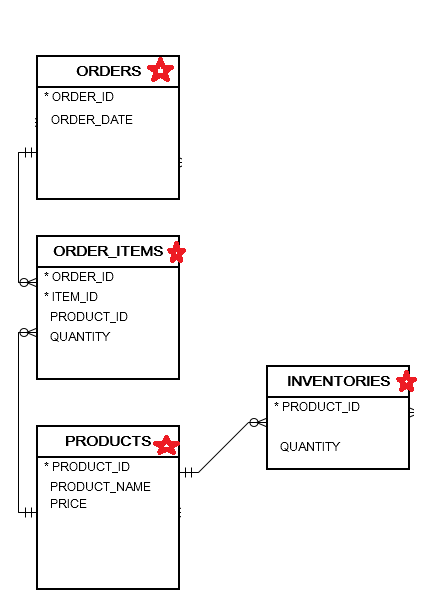 ORDERS
* ORDER_ID
ORDER_DATE
ORDER_ITEMS
* ORDER_ID
* ITEM_ID
PRODUCT_ID
QUANTITY
INVENTORIES
* PRODUCT_ID
QUANTITY
PRODUCTS
* PRODUCT_ID
PRODUCT_NAME
PRICE